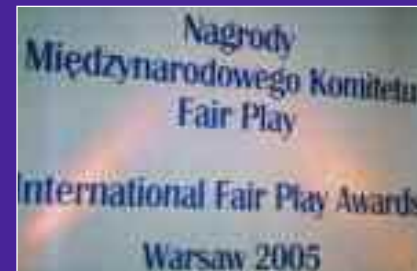 Nagrody
Międzynarodowego Komitetu
Fair Play
International Fair Play Awards
Warsaw 2005